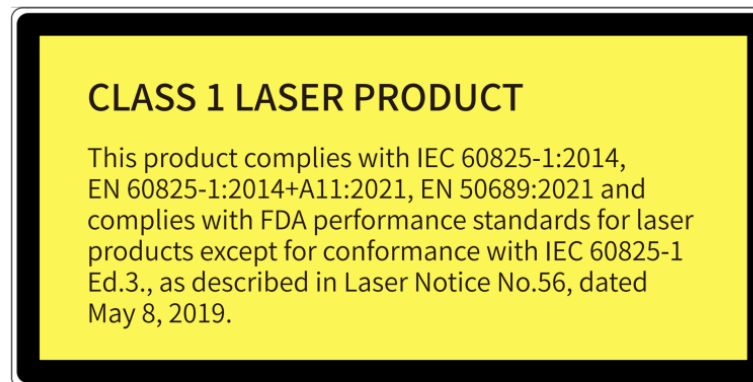 CLASS 1 LASER PRODUCT
This product complies with IEC 60825-1:2014,
EN 60825-1:2014+A11:2021, EN 50689:2021 and
complies with FDA performance standards for laser
products except for conformance with IEC 60825-1
Ed.3., as described in Laser Notice No.56, dated
May 8, 2019.